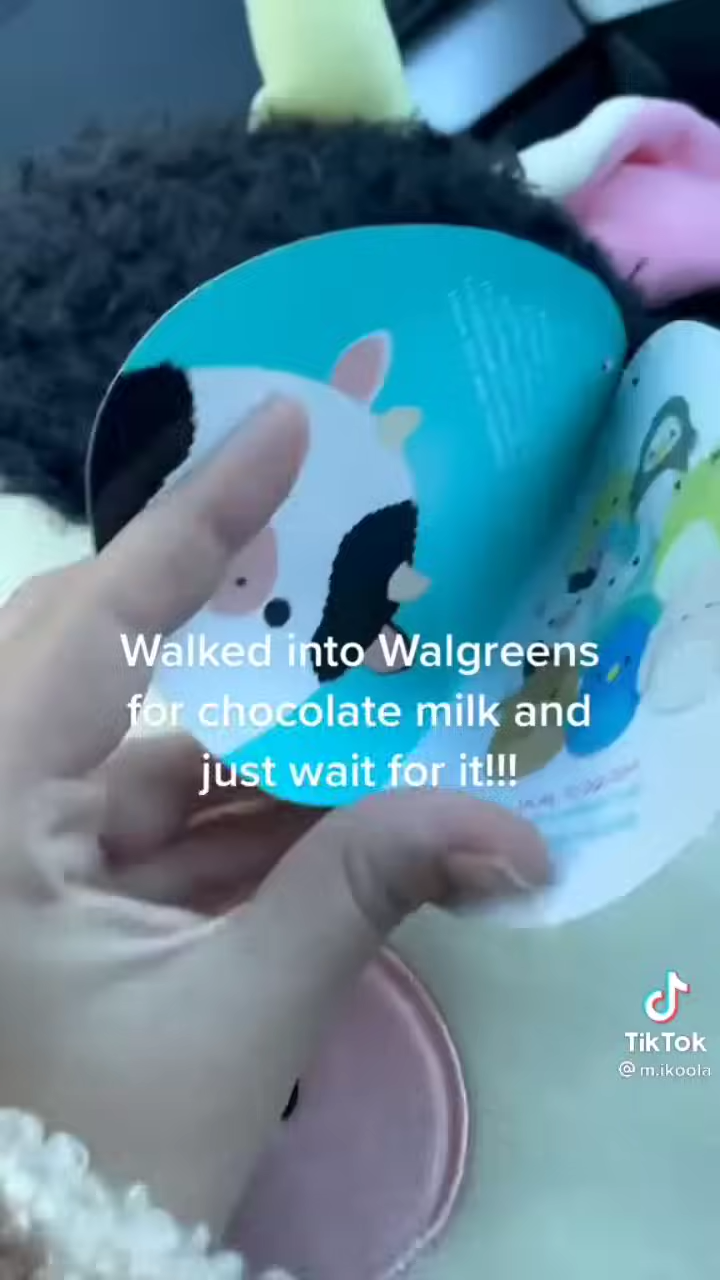 Walked into Walgreens
for chocolate milk and
just wait for it!!!
TikTok
@m.ikoola